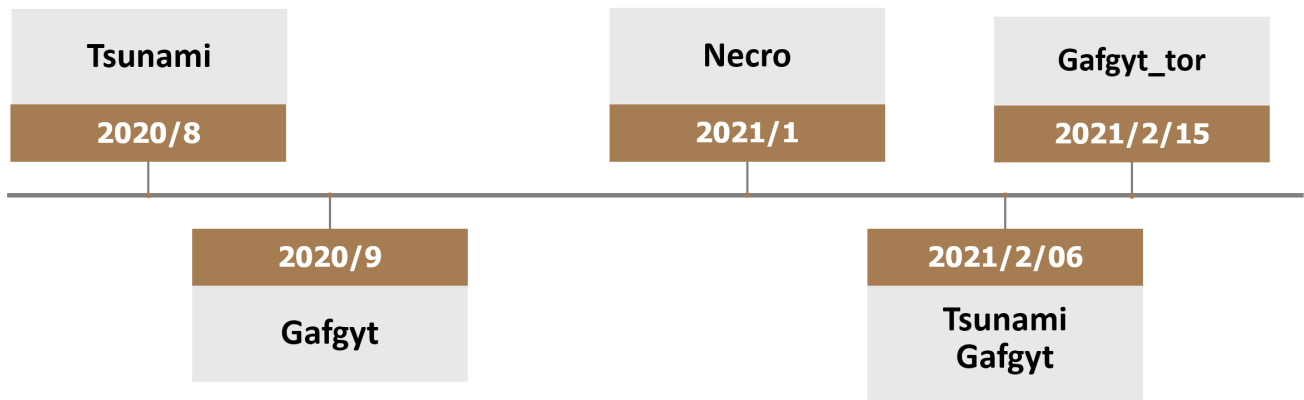 Tsunami
2020/8
2020/9
Gafgyt
Necro
2021/1
2021/2/06
Tsunami
Gafgyt
Gafgyt_tor
2021/2/15